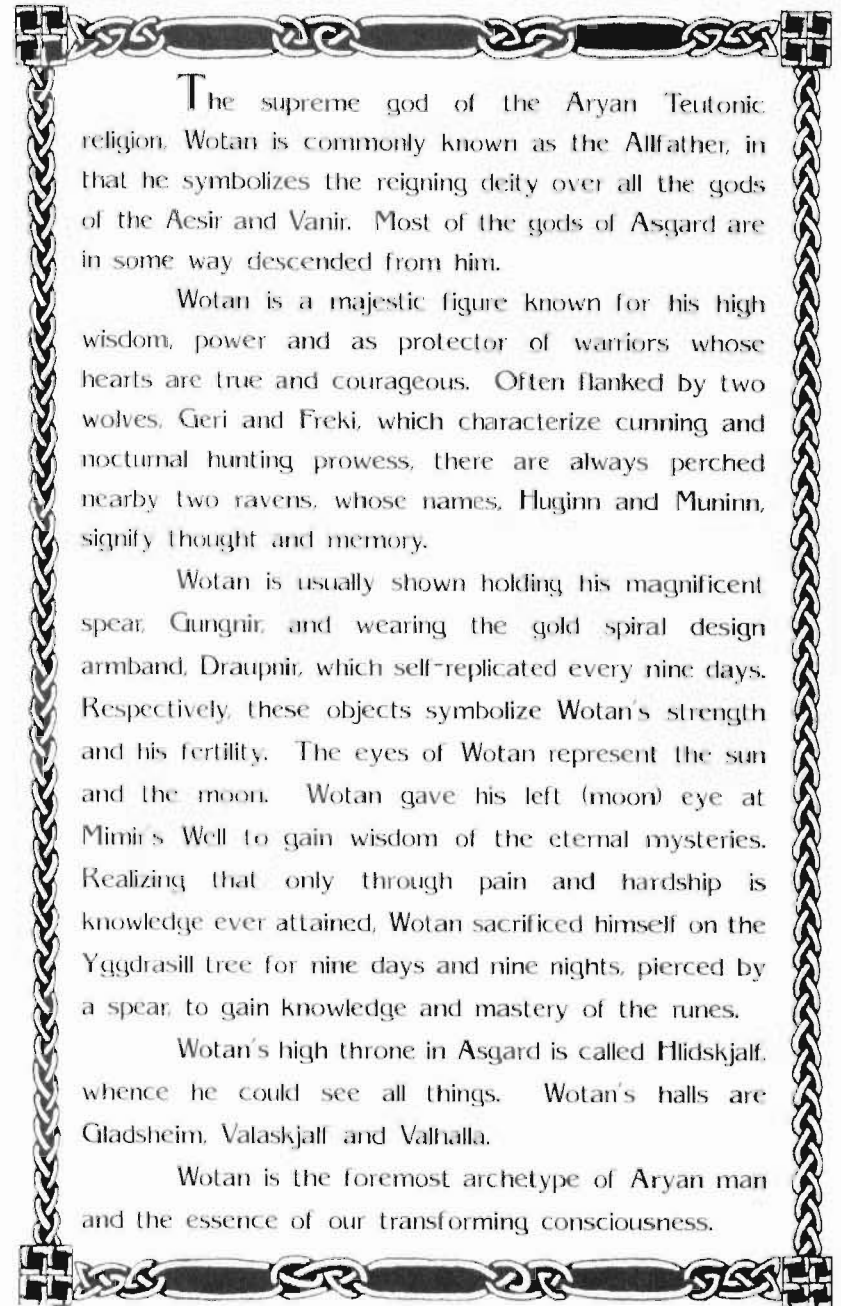 The supreme god of the Aryan Teutonic
religion, Wotan is commonly known as the Allfather, in
that he symbolizes the reigning deity over all the gods
of the Aesir and Vanir. Most of the gods of Asgard are
in some way descended from him.
Wotan is a majestic figure known for his high
wisdom, power and as protector of warriors whose
hearts are true and courageous. Often flanked by two
wolves, Geri and Freki, which characterize cunning and
nocturnal hunting prowess, there are always perched
nearby two ravens, whose names, Huginn and Muninn,
signify thought and memory.
Wotan is usually shown holding his magnificent
spear, Gungnir, and wearing the gold spiral design
armband, Draupnir, which self-replicated every nine days.
Respectively, these objects symbolize Wotan's strength
and his fertility. The eyes of Wotan represent the sun
and the moon. Wotan gave his left (moon) eye at
Mimir's Well to gain wisdom of the eternal mysteries.
Realizing that only through pain and hardship is
knowledge ever attained, Wotan sacrificed himself on the
Yggdrasill tree for nine days and nine nights, pierced by
a spear, to gain knowledge and mastery of the runes.
Wotan's high throne in Asgard is called Hlidskjalf,
whence he could see all things. Wotan's halls are
Gladsheim, Valaskjalf and Valhalla.
Wotan is the foremost archetype of Aryan man
and the essence of our transforming consciousness.